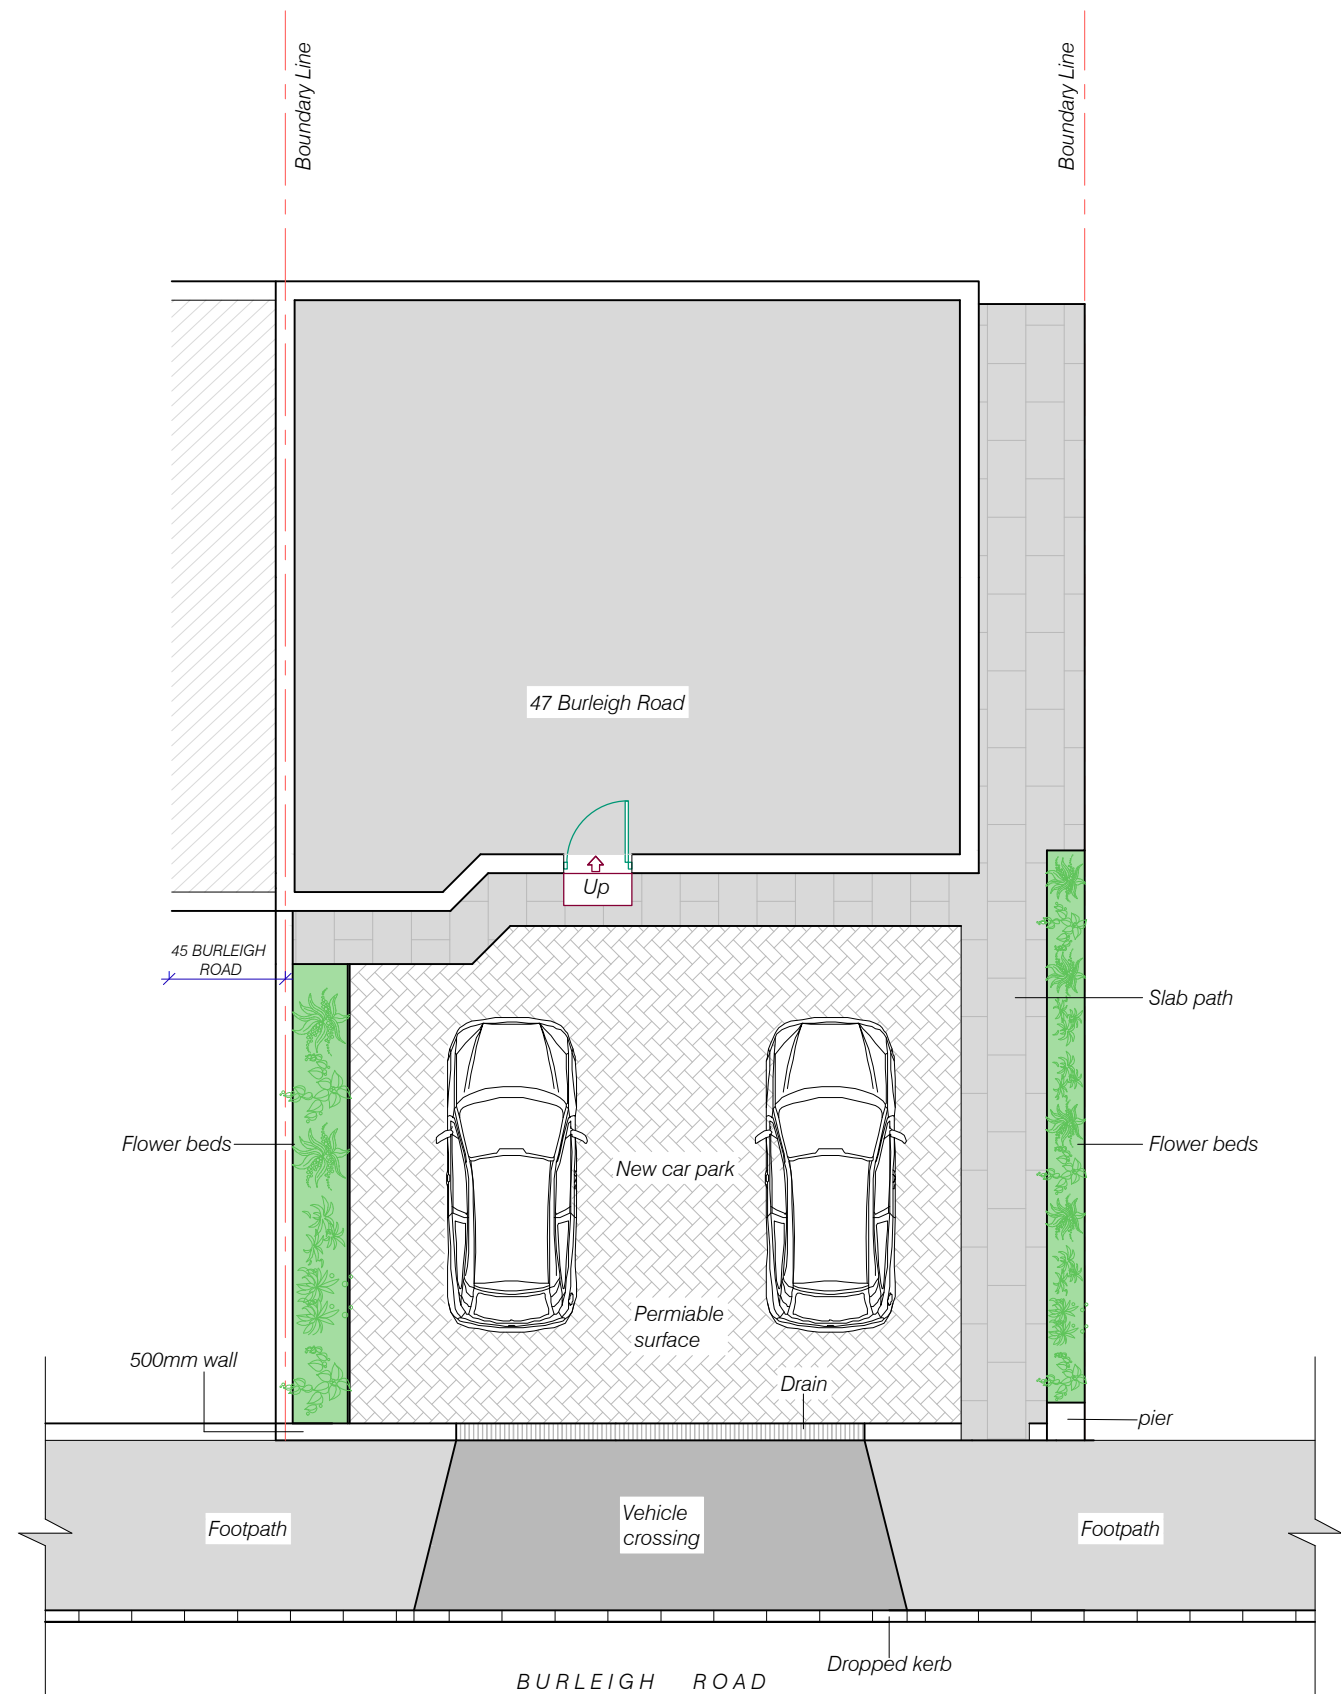 Boundary Line
Boundary Line
47 Burleigh Road
Up
45 BURLEIGH
ROAD
Slab path
Flower beds
Flower beds
New car park
Permiable
surface
500mm wall
Drain
pier
Footpath
Vehicle
crossing
Footpath
Dropped kerb
BURLEIGH ROAD